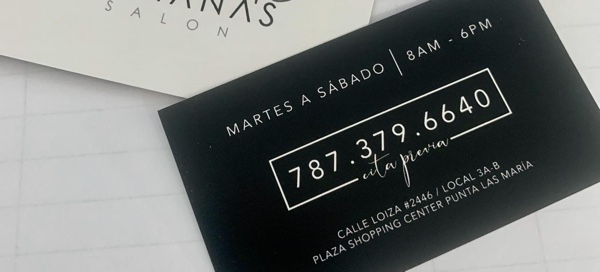 SALON
MARTES A SÁBADO | 8AM - 6PM
787.379.6640
cita previa
CALLE LOIZA #2446 / LOCAL 3A-B
PLAZA SHOPPING CENTER PUNTA LAS MARÍA